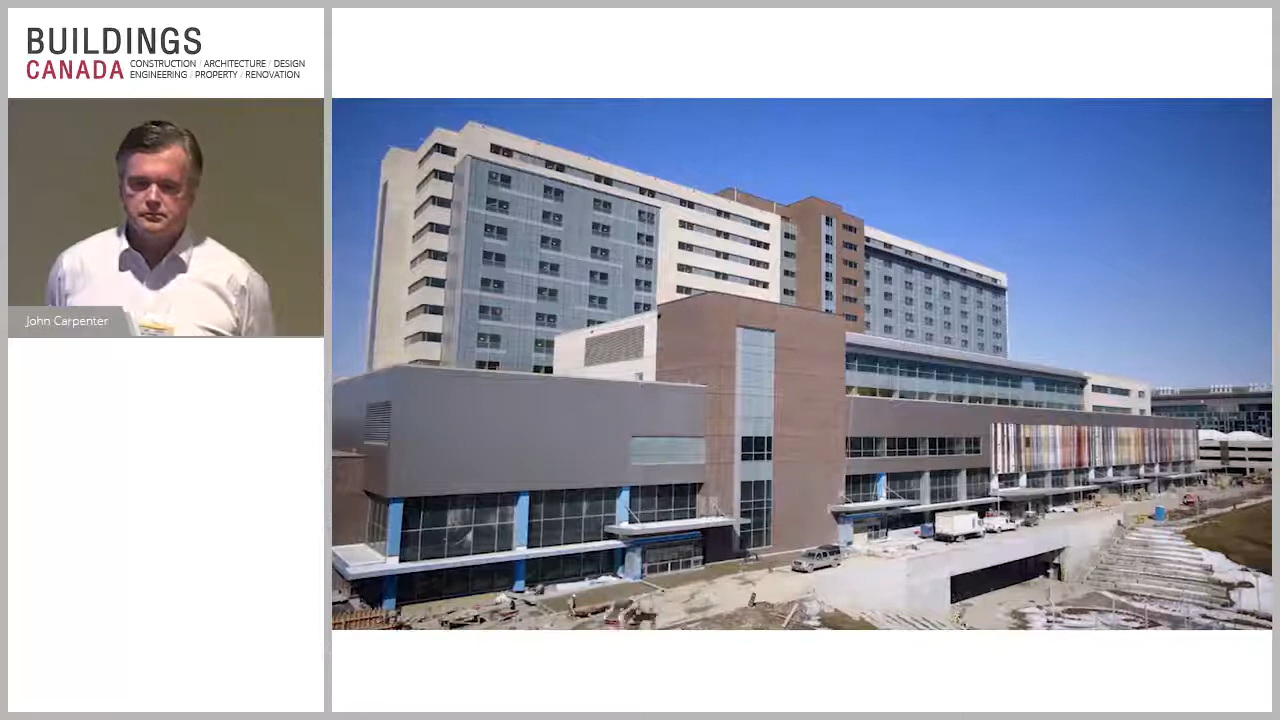 BUILDINGS
CANADA CONSTRUCTION / ARCHITECTURE / DESIGN
ENGINEERING / PROPERTY / RENOVATION
John Carpenter